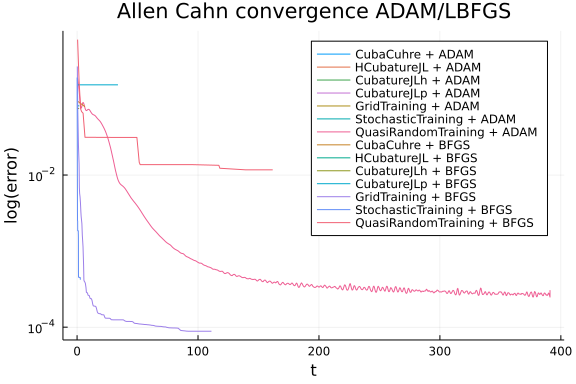 Allen Cahn convergence ADAM/LBFGS
CubaCuhre + ADAM
HCubatureJL + ADAM
CubatureJLh + ADAM
CubatureJLp + ADAM
GridTraining + ADAM
StochasticTraining + ADAM
QuasiRandomTraining + ADAM
CubaCuhre + BFGS
HCubatureJL + BFGS
CubatureJLh + BFGS
CubatureJLp + BFGS
GridTraining + BFGS
StochasticTraining + BFGS
QuasiRandomTraining + BFGS
log(error)
10⁻²
10⁻⁴
0
100
200
300
400
t